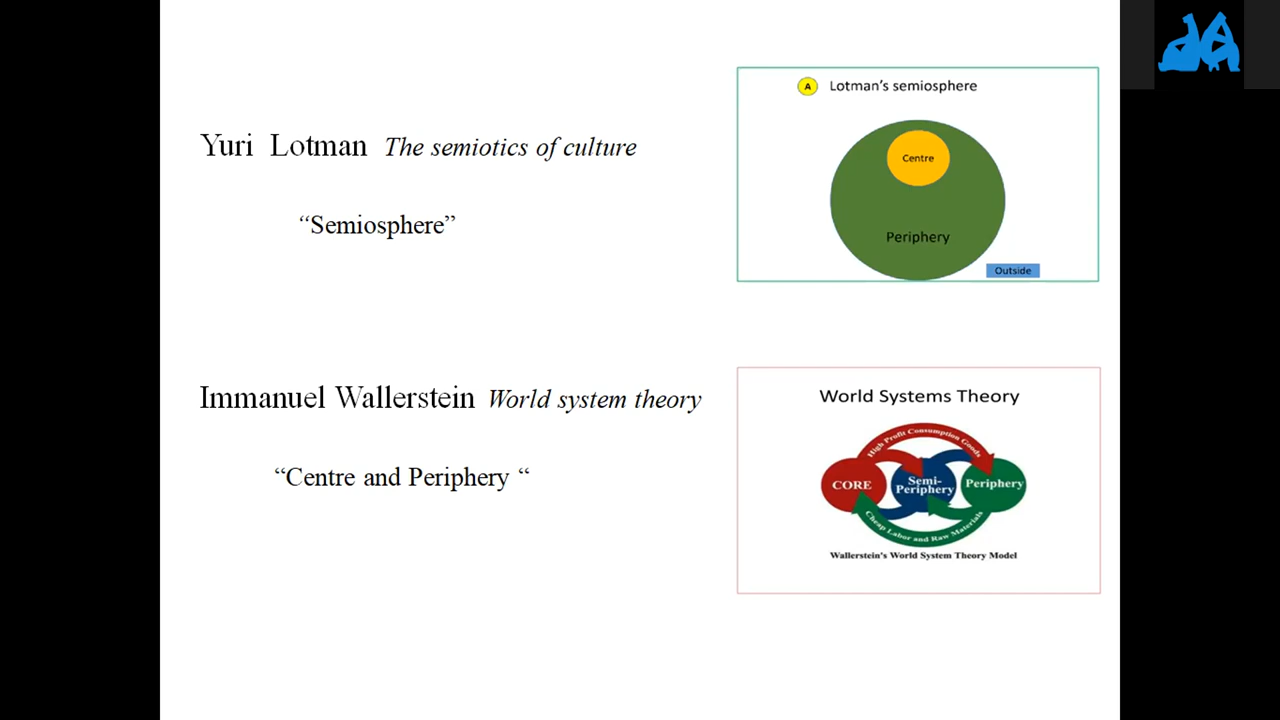 Yuri Lotman The semiotics of culture
“Semiosphere”
A Lotman's semiosphere
Centre
Periphery
Outside
Immanuel Wallerstein World system theory
“Centre and Periphery “
World Systems Theory
High Profit Consumption Goods
CORE
Semi-
Periphery
Periphery
Cheap Labor and Raw Materials
Wallerstein's World System Theory Model